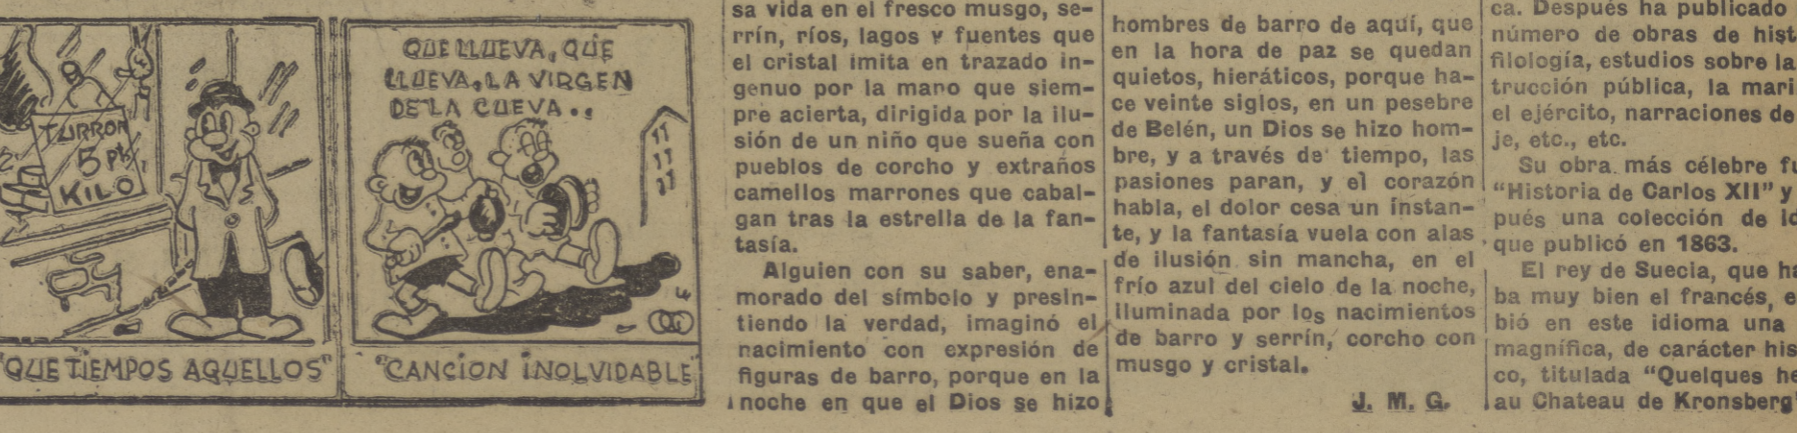 TURRON
5 Pts
KILO
"QUE TIEMPOS AQUELLOS"
QUE LLUEVA, QUE
LLUEVA, LA VIRGEN
DE LA CUEVA..
"CANCION INOLVIDABLE
sa vida en el fresco musgo, se-
rrín, ríos, lagos y fuentes que
el cristal imita en trazado in-
genuo por la mano que siem-
pre acierta, dirigida por la ilu-
sión de un niño que sueña con
pueblos de corcho y extraños
camellos marrones que cabal-
gan tras la estrella de la fan-
tasía.
Alguien con su saber, ena-
morado del símbolo y presin-
tiendo la verdad, imaginó el
nacimiento con expresión de
figuras de barro, porque en la
noche en que el Dios se hizo
hombres de barro de aquí, que
en la hora de paz se quedan
quietos, hieráticos, porque ha-
ce veinte siglos, en un pesebre
de Belén, un Dios se hizo hom-
bre, y a través de tiempo, las
pasiones paran, y el corazón
habla, el dolor cesa un instan-
te, y la fantasía vuela con alas
de ilusión sin mancha, en el
frío azul del cielo de la noche,
iluminada por los nacimientos
de barro y serrín, corcho con
musgo y cristal.
J. M. G.
ca. Después ha publicado
número de obras de hist
filología, estudios sobre la
trucción pública, la mari
el ejército, narraciones de
je, etc., etc.
Su obra más célebre fu
"Historia de Carlos XII" y
pués una colección de
que publicó en 1863.
El rey de Suecia, que ha
ba muy bien el francés, e
bió en este idioma una
magnífica, de carácter his
co, titulada "Quelques he
au Chateau de Kronsberg"